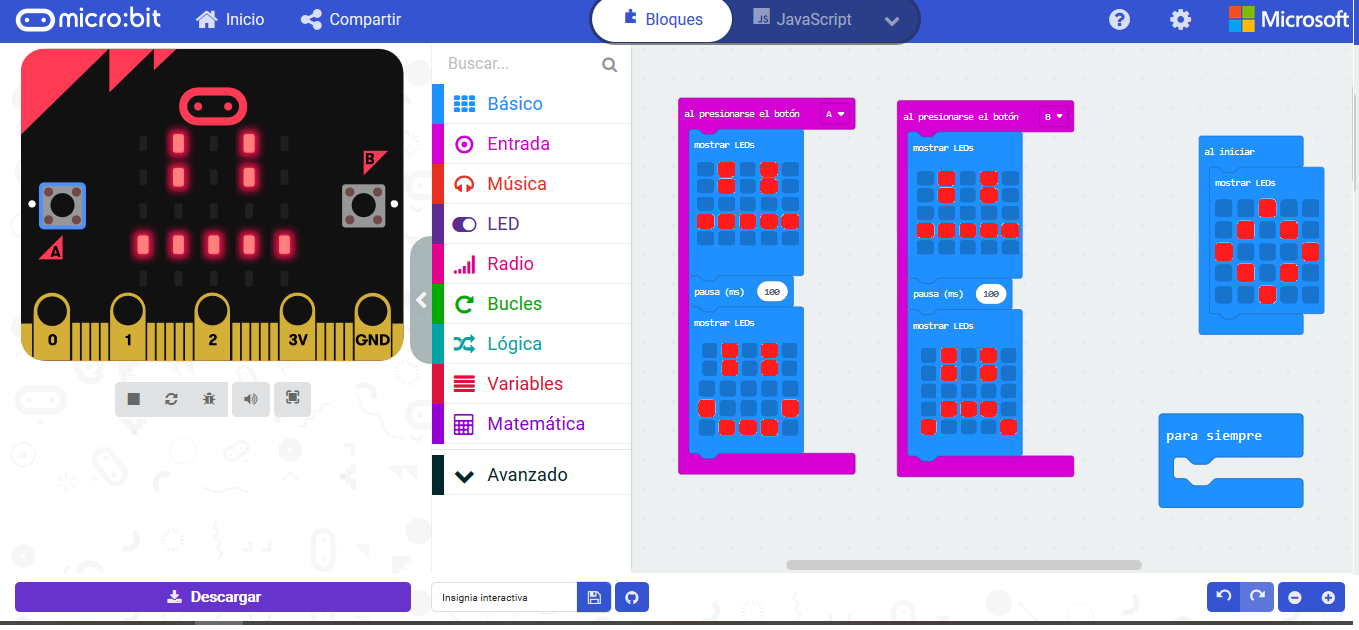 micro:bit
Inicio
Compartir
Bloques
JS JavaScript
?
Microsoft
B
A
0 1 2 3V GND
Buscar...
Básico
Entrada
Música
LED
Radio
Bucles
Lógica
Variables
Matemática
Avanzado
al presionarse el botón A
mostrar LEDs
pausa (ms) 100
mostrar LEDs
al presionarse el botón B
mostrar LEDs
pausa (ms) 100
mostrar LEDs
al iniciar
mostrar LEDs
para siempre
Descargar
Insignia interactiva